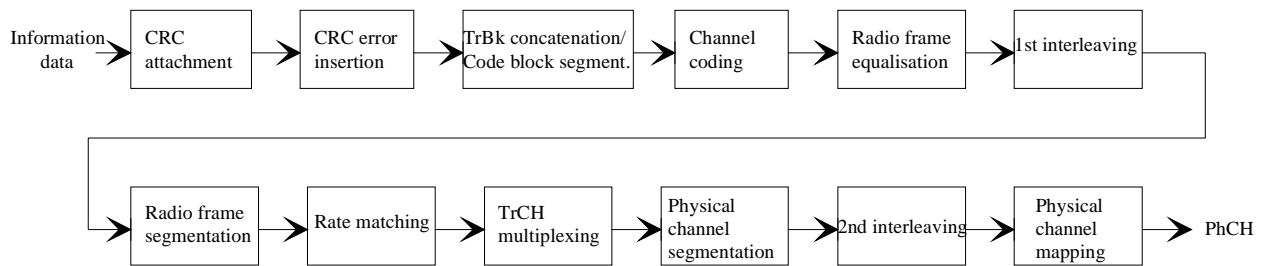 Information
data
CRC
attachment
CRC error
insertion
TrBk concatenation/
Code block segment.
Channel
coding
Radio frame
equalisation
1st interleaving
Radio frame
segmentation
Rate matching
TrCH
multiplexing
Physical
channel
segmentation
2nd interleaving
Physical
channel
mapping
PhCH